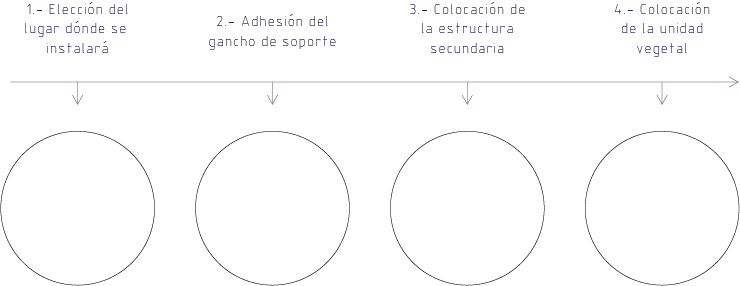 1.- Elección del
lugar dónde se
instalará
2.- Adhesión del
gancho de soporte
3.- Colocación de
la estructura
secundaria
4.- Colocación
de la unidad
vegetal